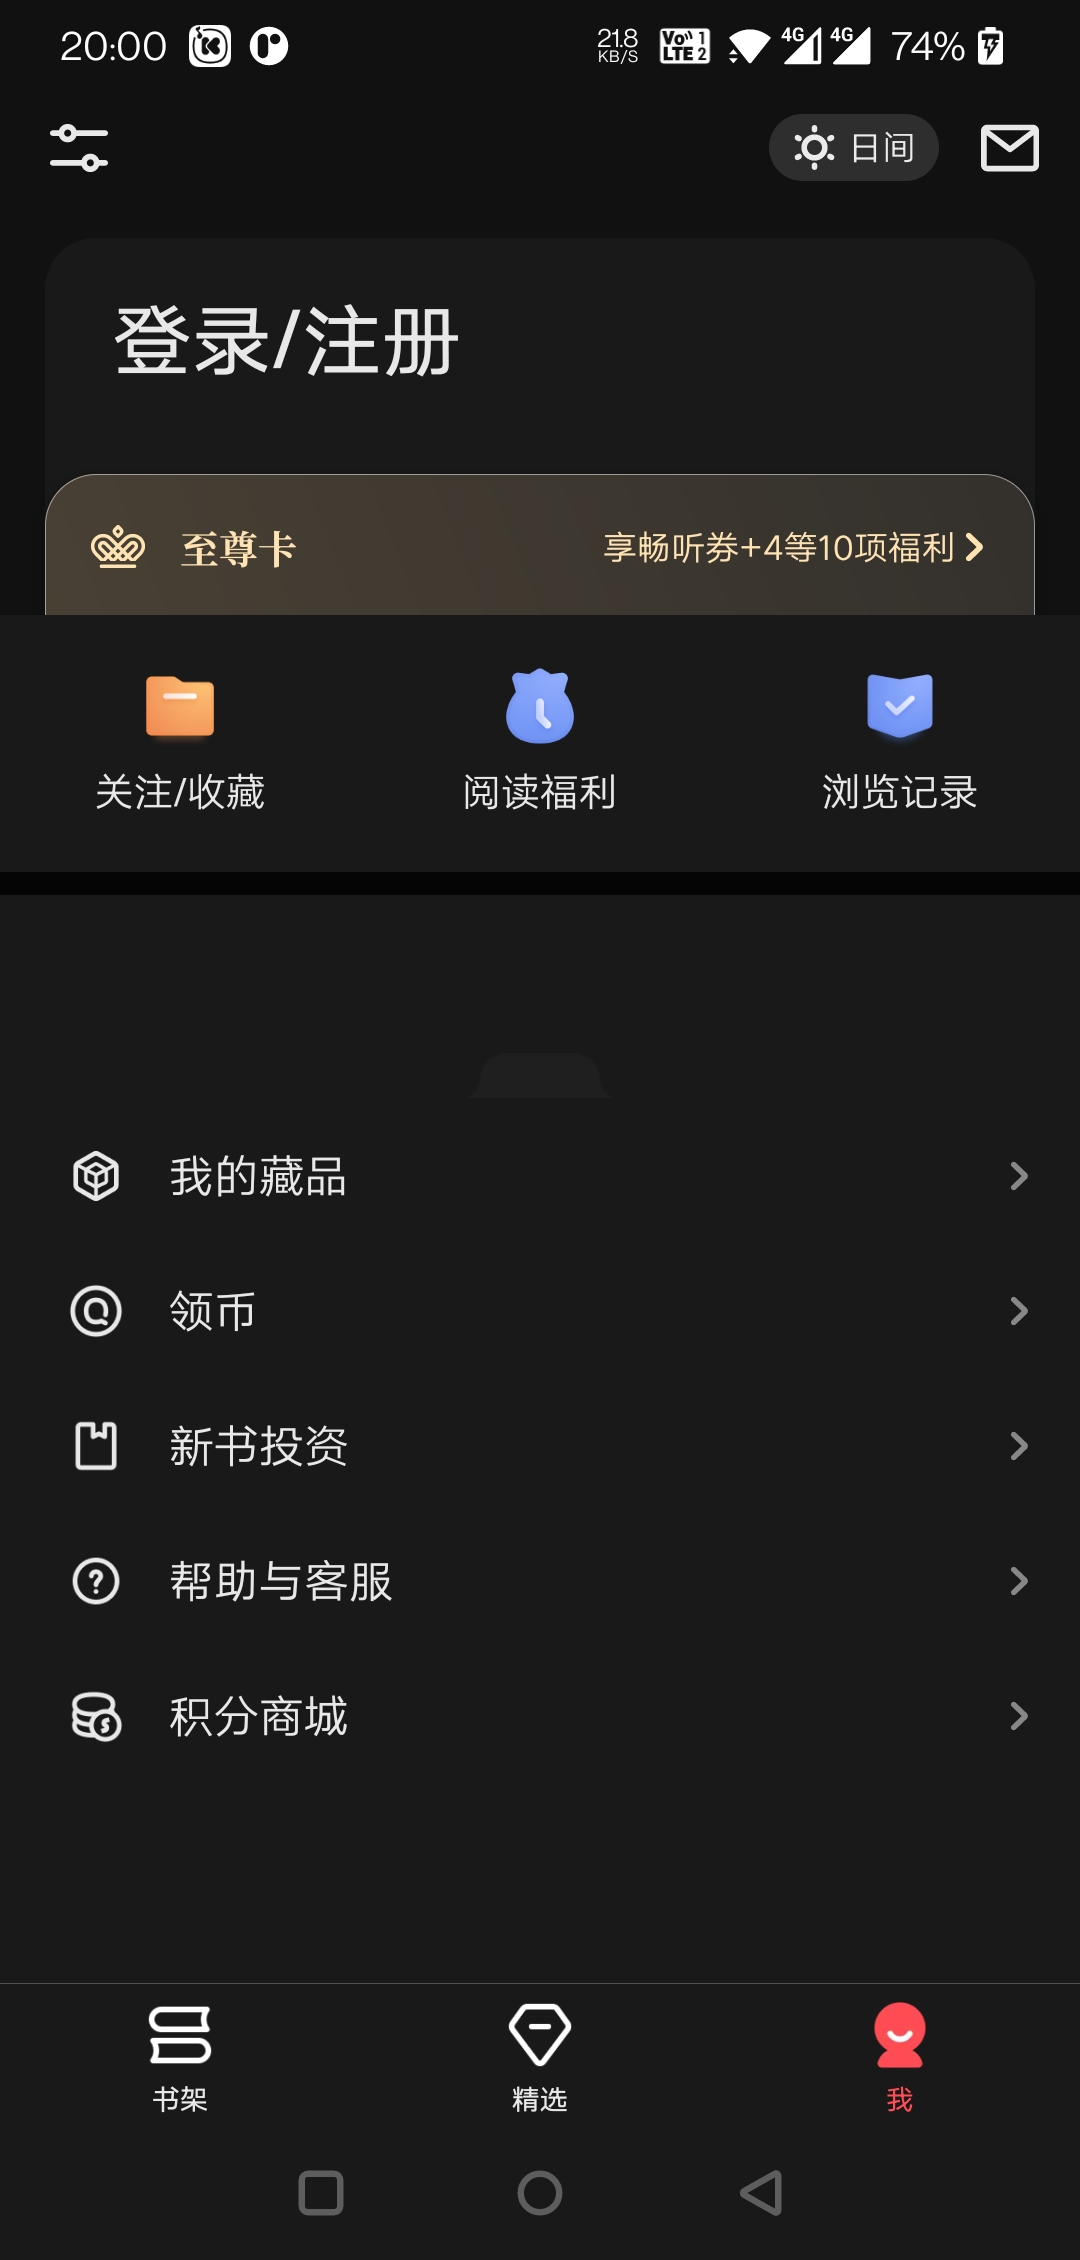 20:00
21.8 KB/S
Vo)) LTE 1 2
4G
4G
74%
日间
登录/注册
至尊卡
享畅听券+4等10项福利
关注/收藏
阅读福利
浏览记录
我的藏品
领币
新书投资
帮助与客服
积分商城
书架
精选
我